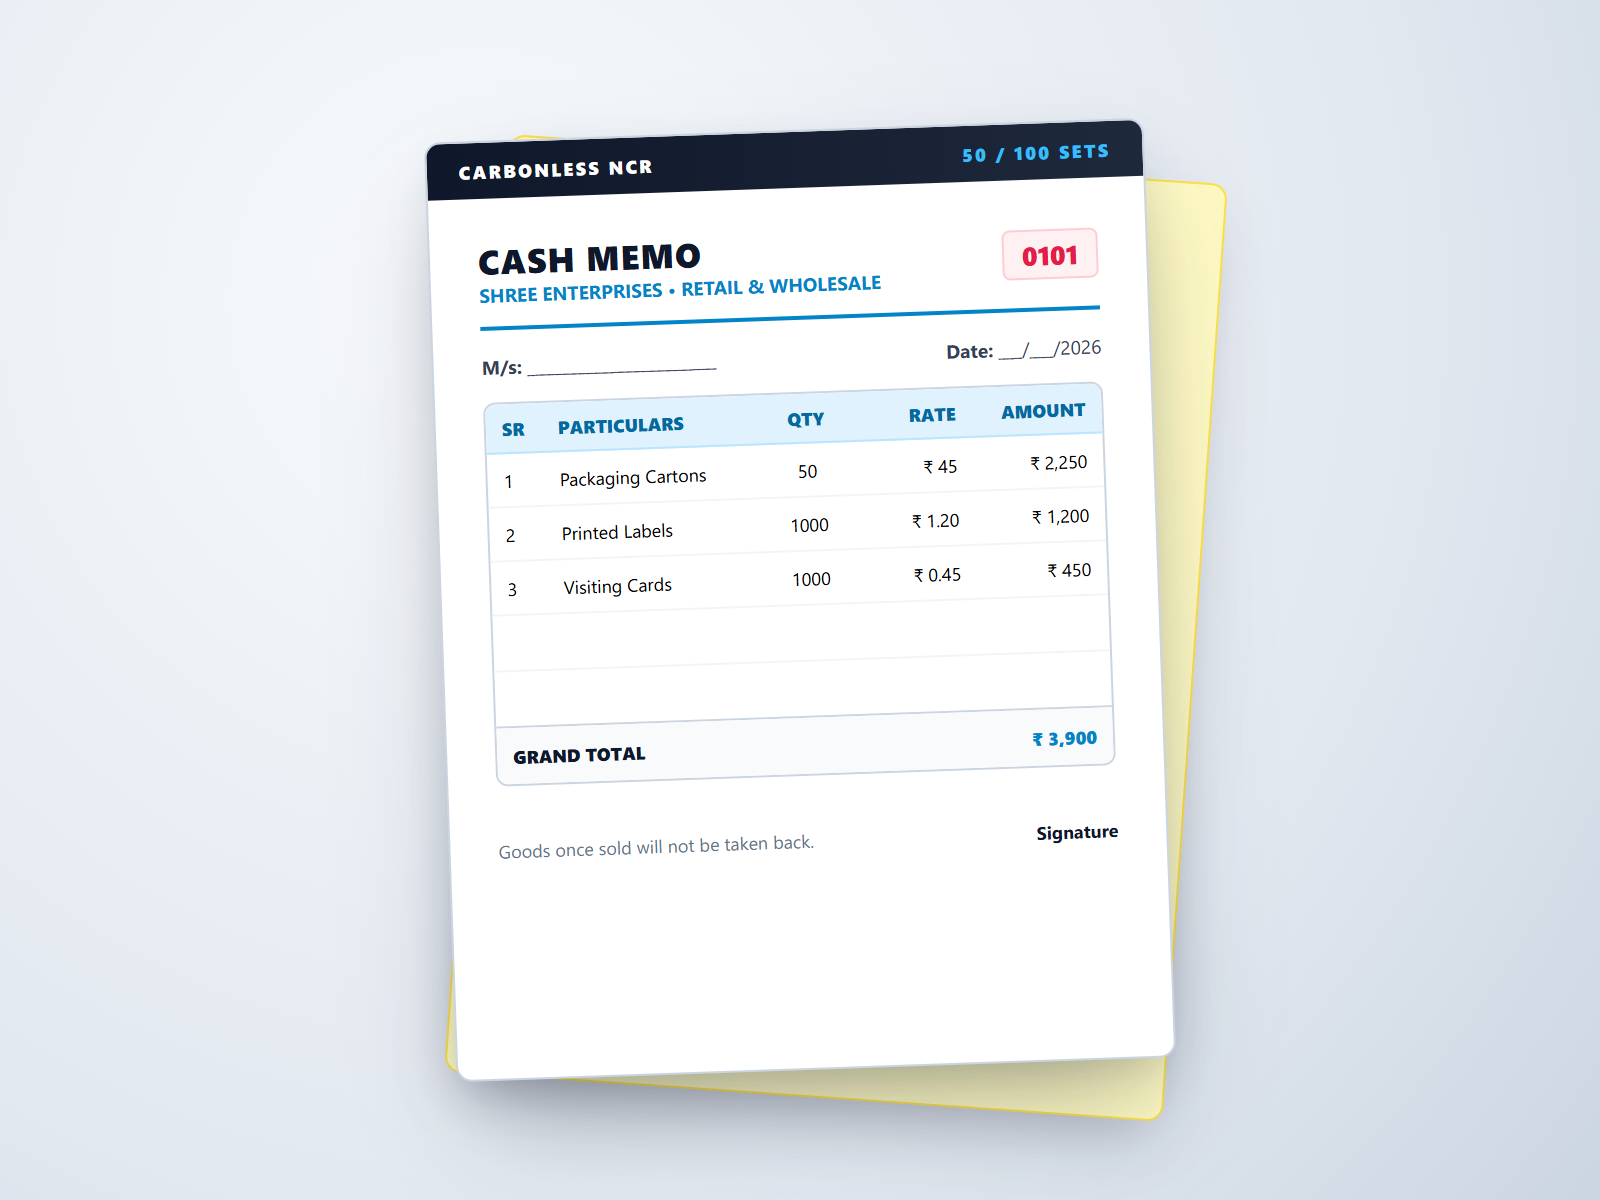 CARBONLESS NCR 50 / 100 SETS
CASH MEMO 0101
SHREE ENTERPRISES • RETAIL & WHOLESALE
M/s: _____________________ Date: ___/___/2026
SR PARTICULARS QTY RATE AMOUNT
1 Packaging Cartons 50 ₹ 45 ₹ 2,250
2 Printed Labels 1000 ₹ 1.20 ₹ 1,200
3 Visiting Cards 1000 ₹ 0.45 ₹ 450
GRAND TOTAL ₹ 3,900
Goods once sold will not be taken back. Signature